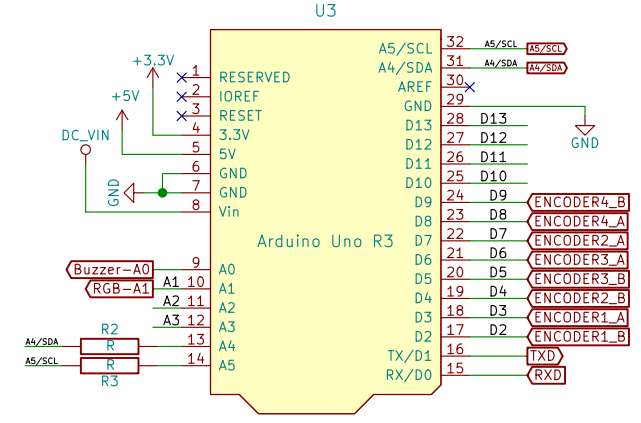 U3
+3.3V
+5V
DC_VIN
GND
1 RESERVED
2 IOREF
3 RESET
4 3.3V
5 5V
6 GND
7 GND
8 Vin
Arduino Uno R3
Buzzer-A0 9 A0
RGB-A1 A1 10 A1
A2 11 A2
A3 12 A3
R2
A4/SDA R 13 A4
A5/SCL R 14 A5
R3
A5/SCL 32 A5/SCL A5/SCL
A4/SDA 31 A4/SDA A4/SDA
AREF 30
GND 29
GND
D13 28 D13
D12 27 D12
D11 26 D11
D10 25 D10
D9 24 D9 ENCODER4_B
D8 23 D8 ENCODER4_A
D7 22 D7 ENCODER2_A
D6 21 D6 ENCODER3_A
D5 20 D5 ENCODER3_B
D4 19 D4 ENCODER2_B
D3 18 D3 ENCODER1_A
D2 17 D2 ENCODER1_B
TX/D1 16 TXD
RX/D0 15 RXD